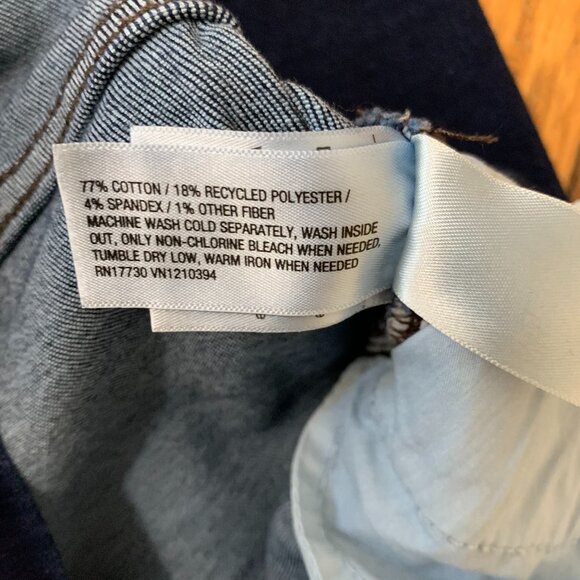 77% COTTON / 18% RECYCLED POLYESTER /
4% SPANDEX / 1% OTHER FIBER
MACHINE WASH COLD SEPARATELY, WASH INSIDE
OUT, ONLY NON-CHLORINE BLEACH WHEN NEEDED,
TUMBLE DRY LOW, WARM IRON WHEN NEEDED
RN17730 VN1210394